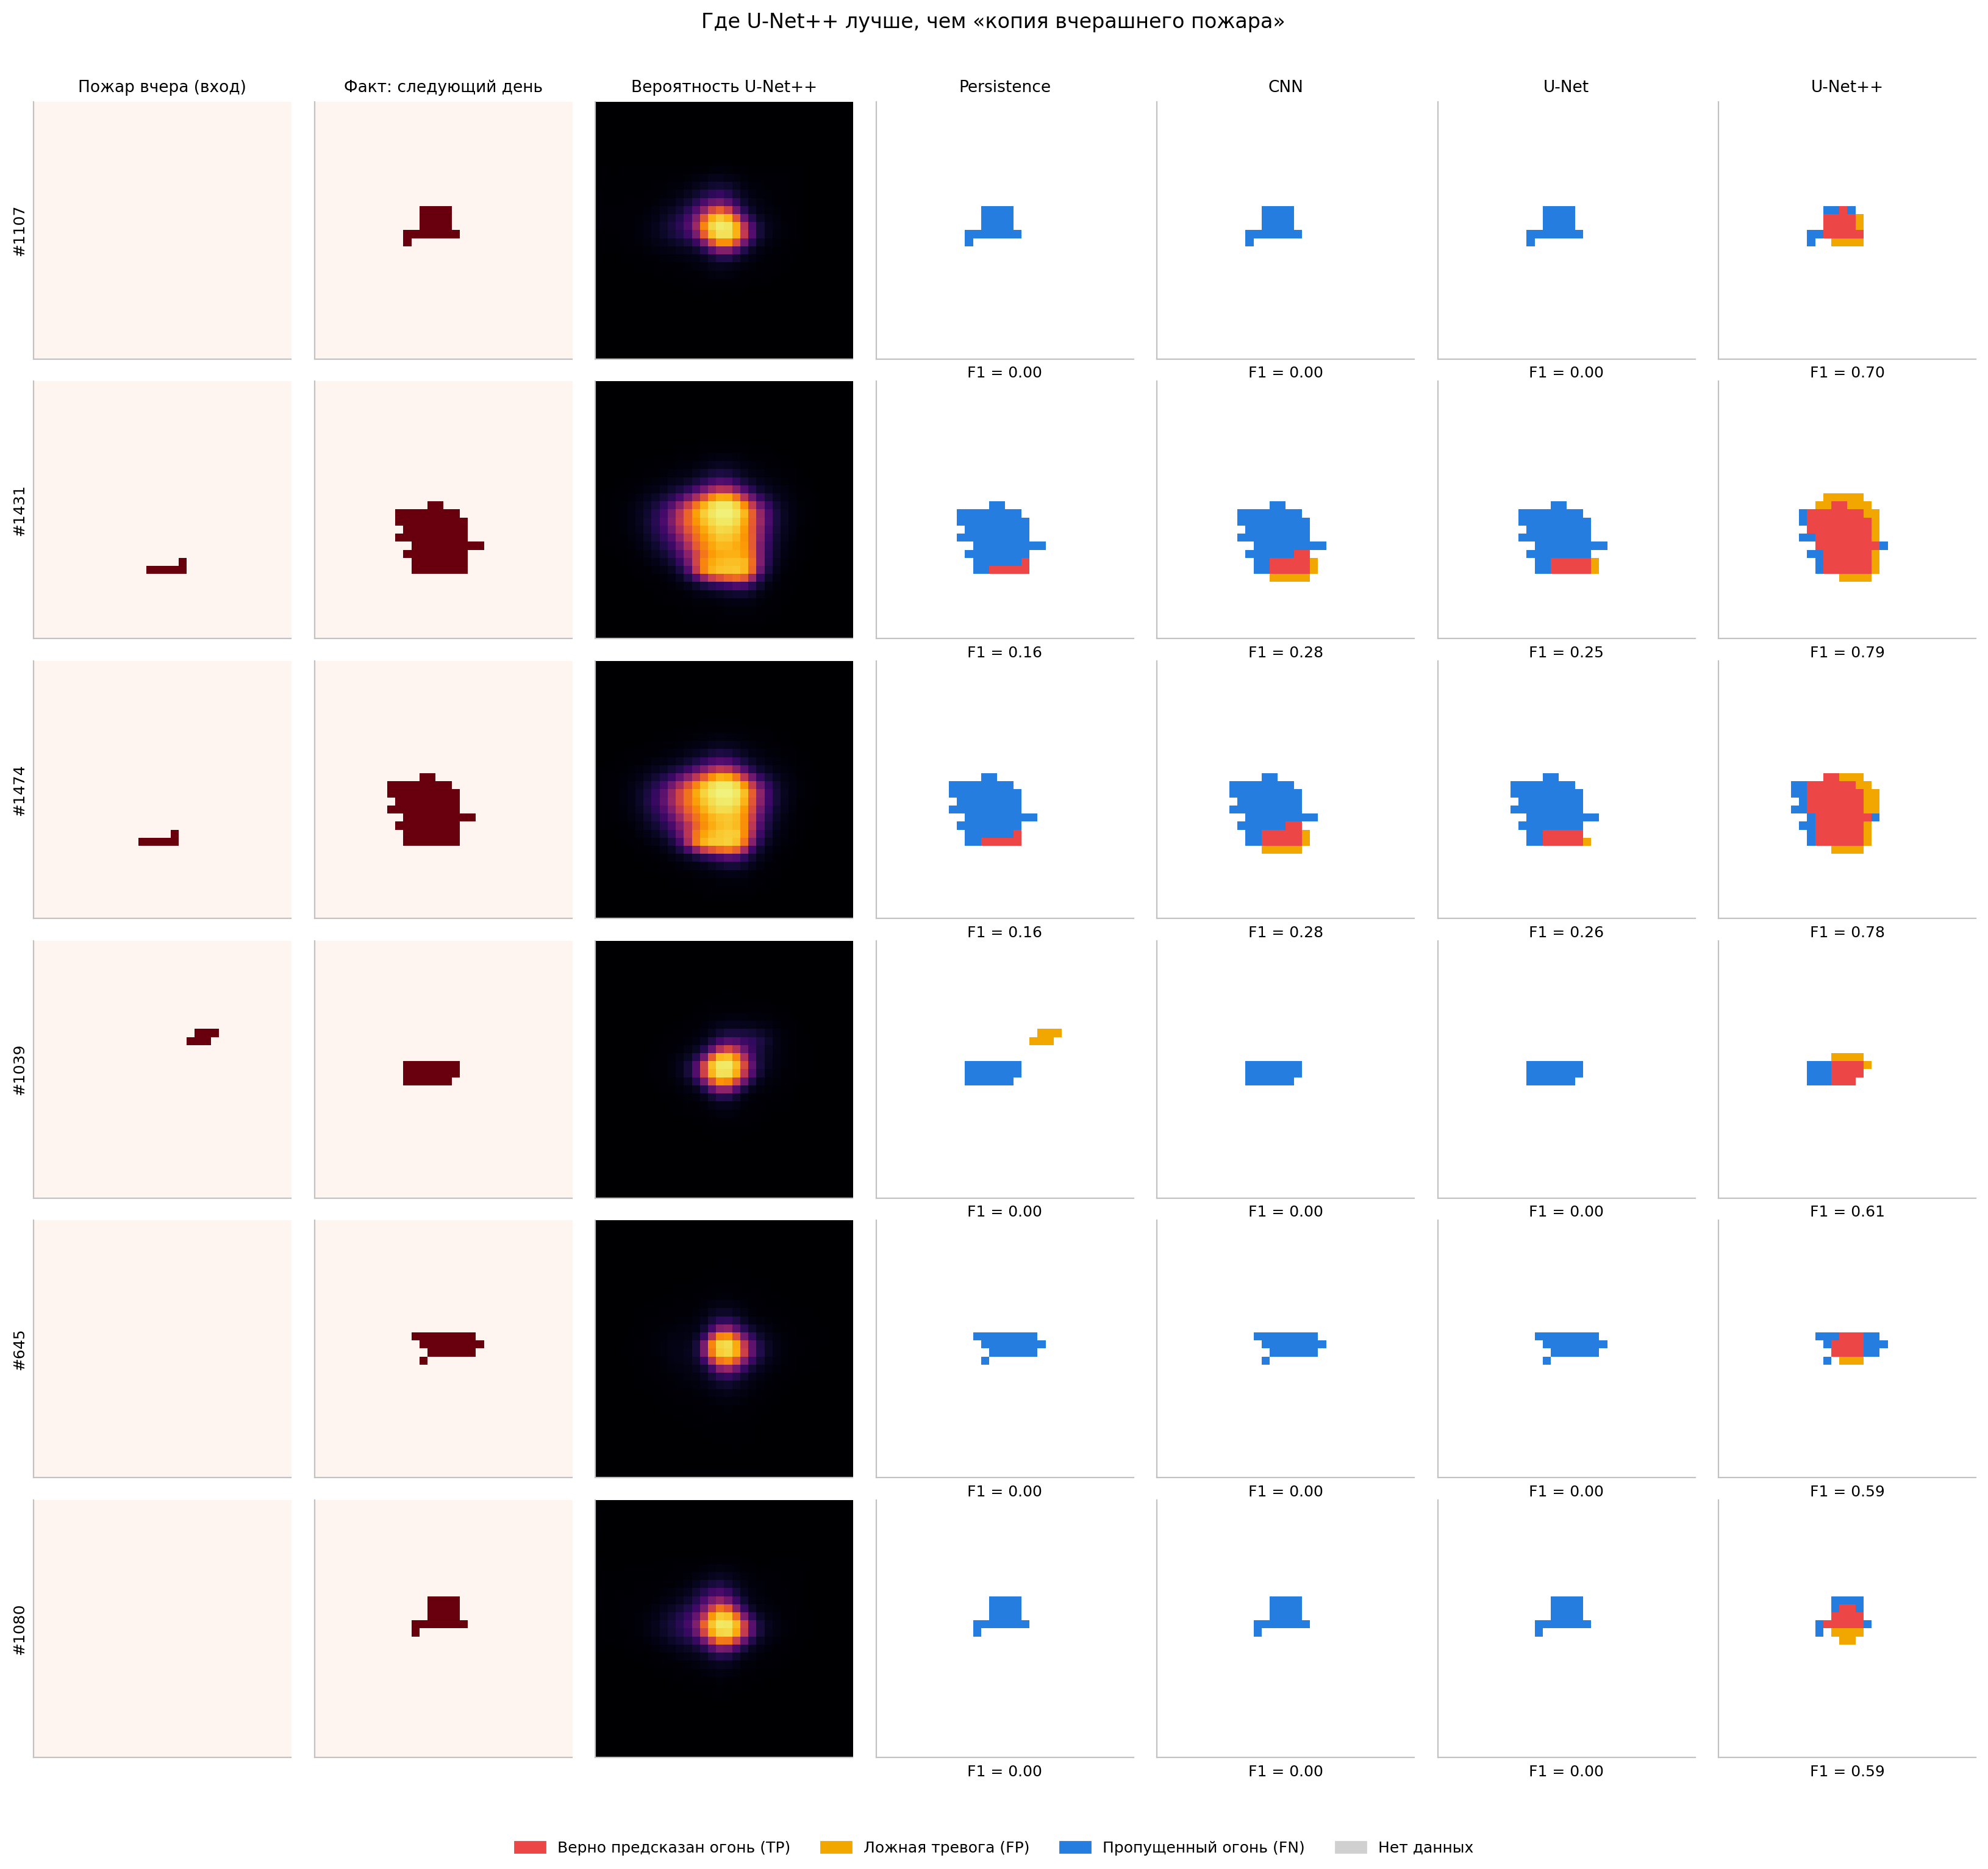 Где U-Net++ лучше, чем «копия вчерашнего пожара»
Пожар вчера (вход) Факт: следующий день Вероятность U-Net++ Persistence CNN U-Net U-Net++
#1107
F1 = 0.00 F1 = 0.00 F1 = 0.00 F1 = 0.70
#1431
F1 = 0.16 F1 = 0.28 F1 = 0.25 F1 = 0.79
#1474
F1 = 0.16 F1 = 0.28 F1 = 0.26 F1 = 0.78
#1039
F1 = 0.00 F1 = 0.00 F1 = 0.00 F1 = 0.61
#645
F1 = 0.00 F1 = 0.00 F1 = 0.00 F1 = 0.59
#1080
F1 = 0.00 F1 = 0.00 F1 = 0.00 F1 = 0.59
Верно предсказан огонь (TP) Ложная тревога (FP) Пропущенный огонь (FN) Нет данных